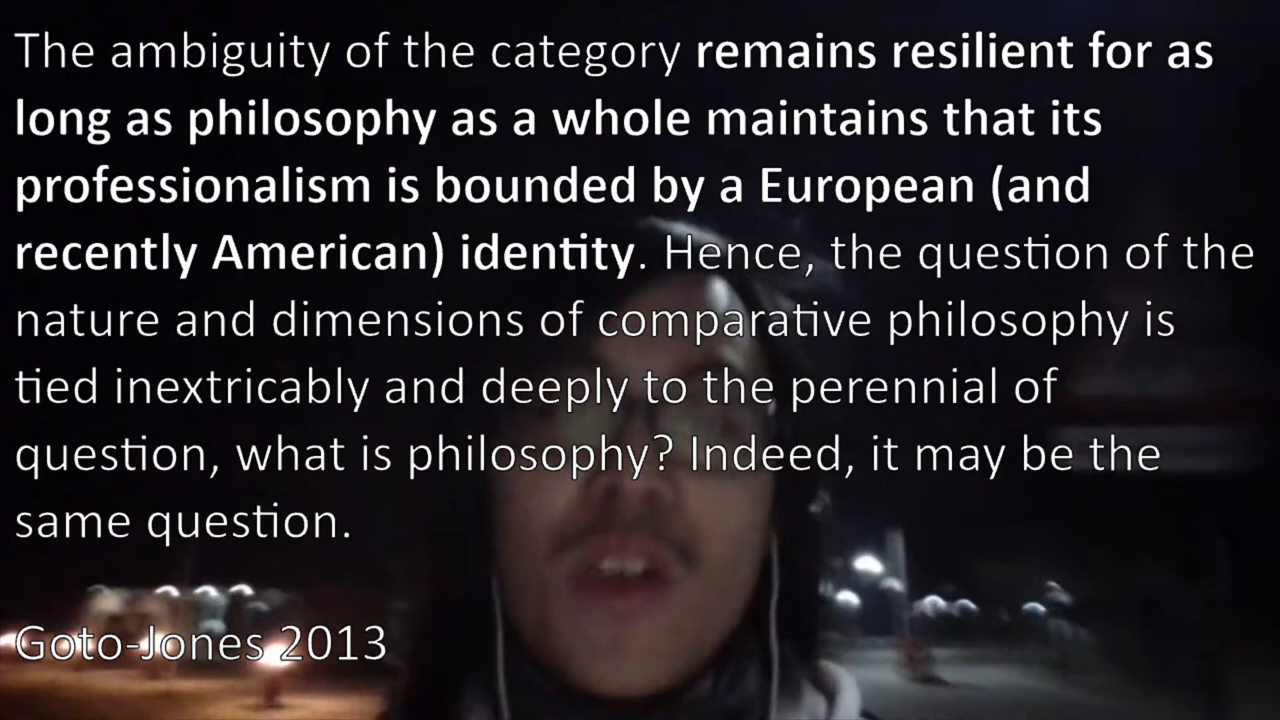 The ambiguity of the category remains resilient for as
long as philosophy as a whole maintains that its
professionalism is bounded by a European (and
recently American) identity. Hence, the question of the
nature and dimensions of comparative philosophy is
tied inextricably and deeply to the perennial of
question, what is philosophy? Indeed, it may be the
same question.
Goto-Jones 2013